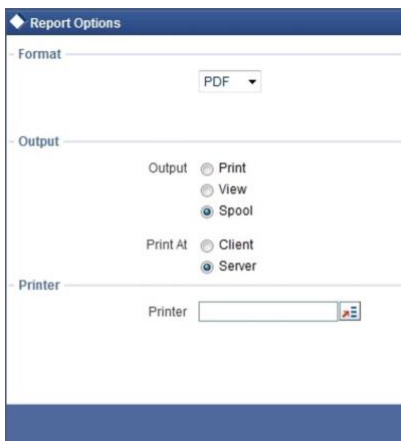 Report Options
Format
PDF
Output
Output Print
View
Spool
Print At Client
Server
Printer
Printer